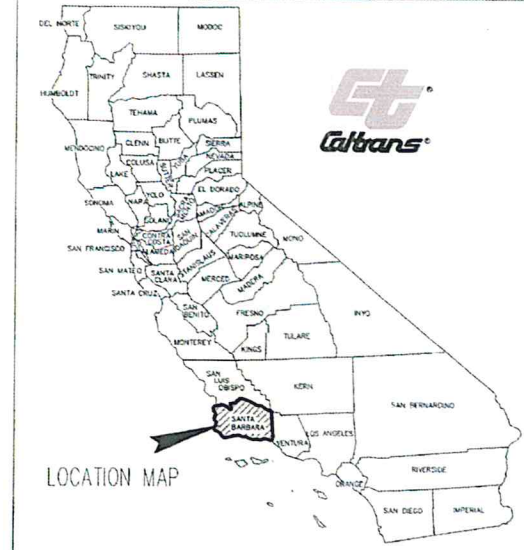 DEL NORTE SISKIYOU MODOC
TRINITY SHASTA LASSEN
HUMBOLDT
TEHAMA PLUMAS
MENDOCINO GLENN BUTTE SIERRA
COLUSA YUBA NEVADA
LAKE PLACER
SONOMA NAPA YOLO EL DORADO
SOLANO AMADOR ALPINE
MARIN CALAVERAS
SAN FRANCISCO CONTRA COSTA SAN JOAQUIN TUOLUMNE MONO
ALAMEDA
SAN MATEO SANTA CLARA STANISLAUS MARIPOSA
SANTA CRUZ MERCED MADERA
SAN BENITO FRESNO INYO
MONTEREY KINGS TULARE
SAN LUIS OBISPO KERN
SAN BERNARDINO
SANTA BARBARA
VENTURA LOS ANGELES
ORANGE RIVERSIDE
SAN DIEGO IMPERIAL
ct®
Caltrans®
LOCATION MAP